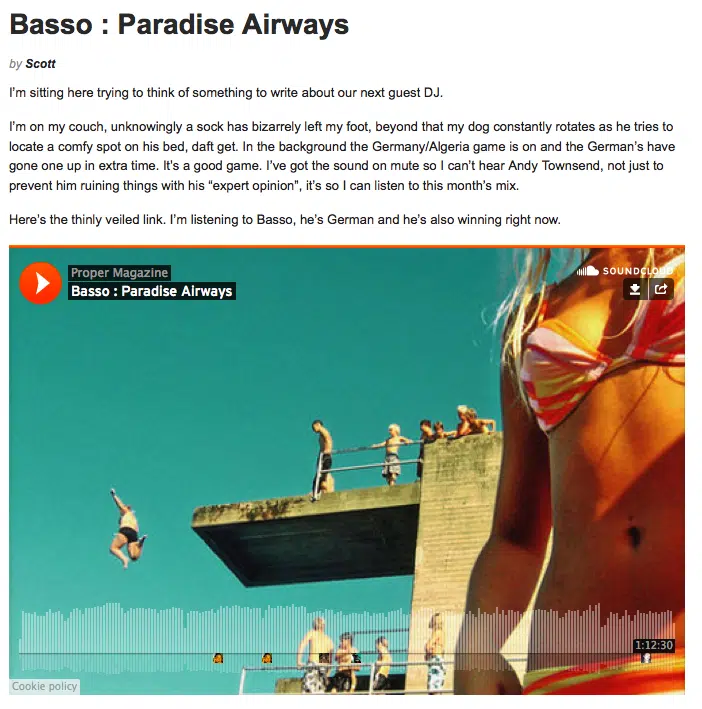 Basso : Paradise Airways
by Scott
I'm sitting here trying to think of something to write about our next guest DJ.
I'm on my couch, unknowingly a sock has bizarrely left my foot, beyond that my dog constantly rotates as he tries to
locate a comfy spot on his bed, daft get. In the background the Germany/Algeria game is on and the German's have
gone one up in extra time. It's a good game. I've got the sound on mute so I can't hear Andy Townsend, not just to
prevent him ruining things with his “expert opinion”, it's so I can listen to this month's mix.
Here's the thinly veiled link. I'm listening to Basso, he's German and he's also winning right now.
Proper Magazine
Basso : Paradise Airways
SOUNDCLOUD
1:12:30
Cookie policy